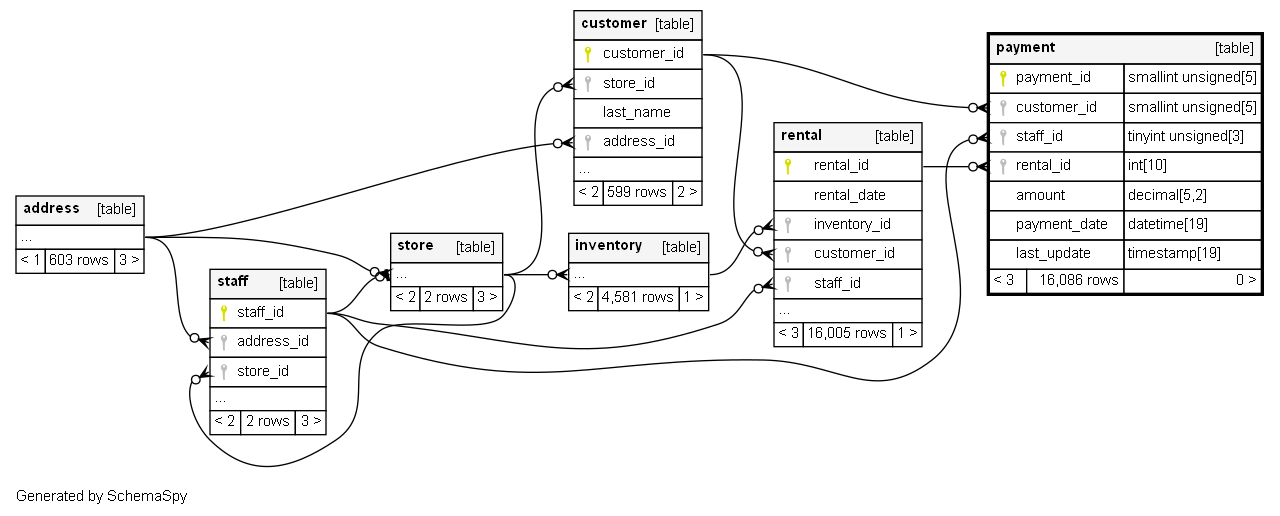 customer [table]
customer_id
store_id
last_name
address_id
...
< 2 599 rows 2 >
payment [table]
payment_id smallint unsigned[5]
customer_id smallint unsigned[5]
staff_id tinyint unsigned[3]
rental_id int[10]
amount decimal[5,2]
payment_date datetime[19]
last_update timestamp[19]
< 3 16,086 rows 0 >
rental [table]
rental_id
rental_date
inventory_id
customer_id
staff_id
...
< 3 16,005 rows 1 >
address [table]
...
< 1 603 rows 3 >
store [table]
...
< 2 2 rows 3 >
inventory [table]
...
< 2 4,581 rows 1 >
staff [table]
staff_id
address_id
store_id
...
< 2 2 rows 3 >
Generated by SchemaSpy